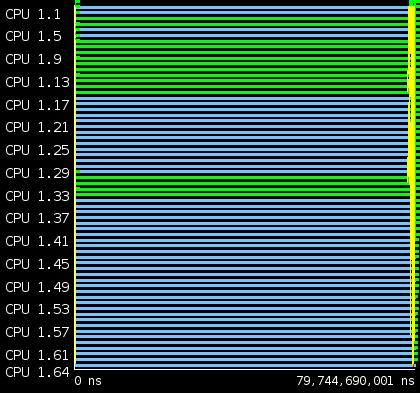 CPU 1.1
CPU 1.5
CPU 1.9
CPU 1.13
CPU 1.17
CPU 1.21
CPU 1.25
CPU 1.29
CPU 1.33
CPU 1.37
CPU 1.41
CPU 1.45
CPU 1.49
CPU 1.53
CPU 1.57
CPU 1.61
CPU 1.64
0 ns 79,744,690,001 ns